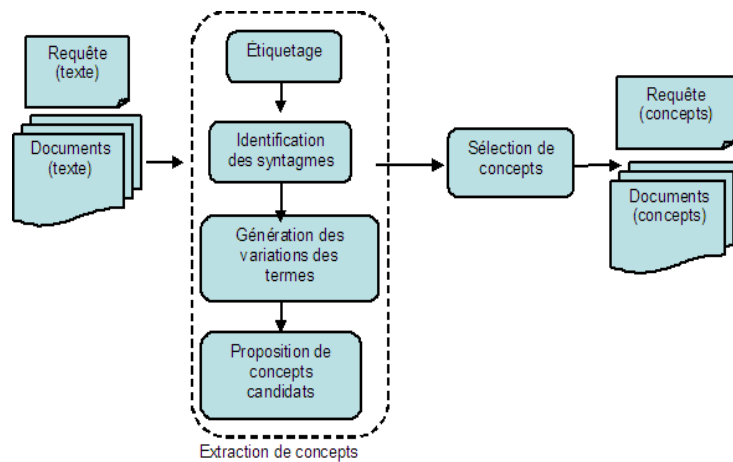 Requête
(texte)
Documents
(texte)
Étiquetage
Identification
des syntagmes
Génération des
variations des
termes
Proposition de
concepts
candidats
Extraction de concepts
Sélection de
concepts
Requête
(concepts)
Documents
(concepts)